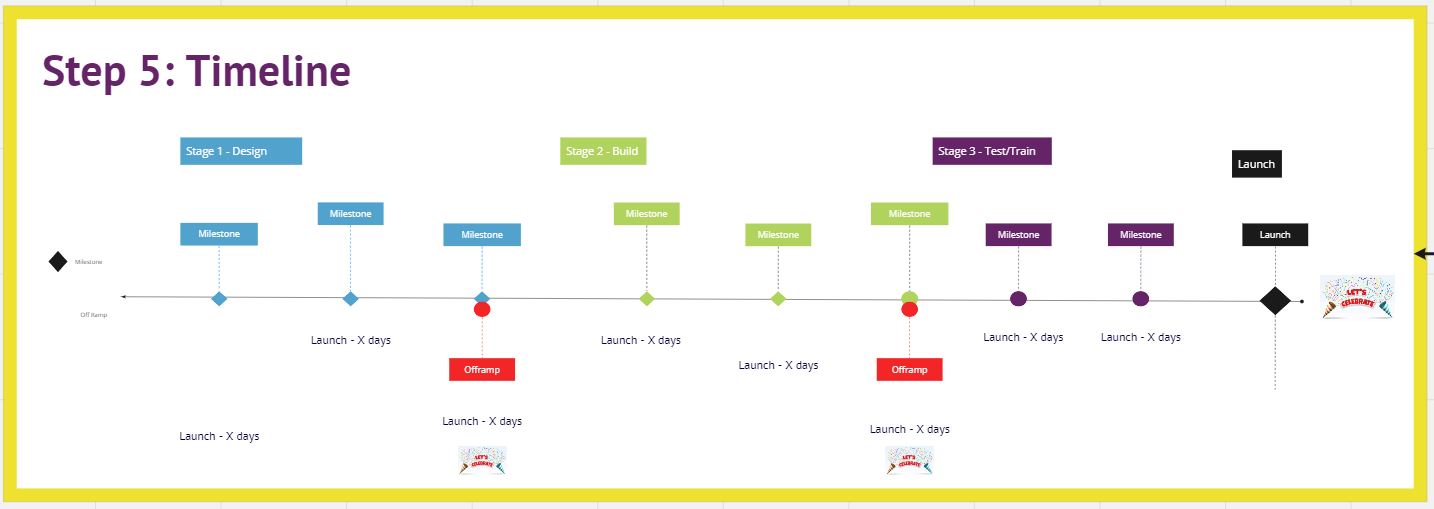 Step 5: Timeline
Stage 1 - Design
Stage 2 - Build
Stage 3 - Test/Train
Launch
Milestone
Milestone
Milestone
Milestone
Milestone
Milestone
Milestone
Milestone
Launch
Milestone
Off Ramp
LET'S
CELEBRATE
Launch - X days
Launch - X days
Launch - X days
Launch - X days
Launch - X days
Offramp
Offramp
Launch - X days
Launch - X days
Launch - X days
LET'S
CELEBRATE
LET'S
CELEBRATE